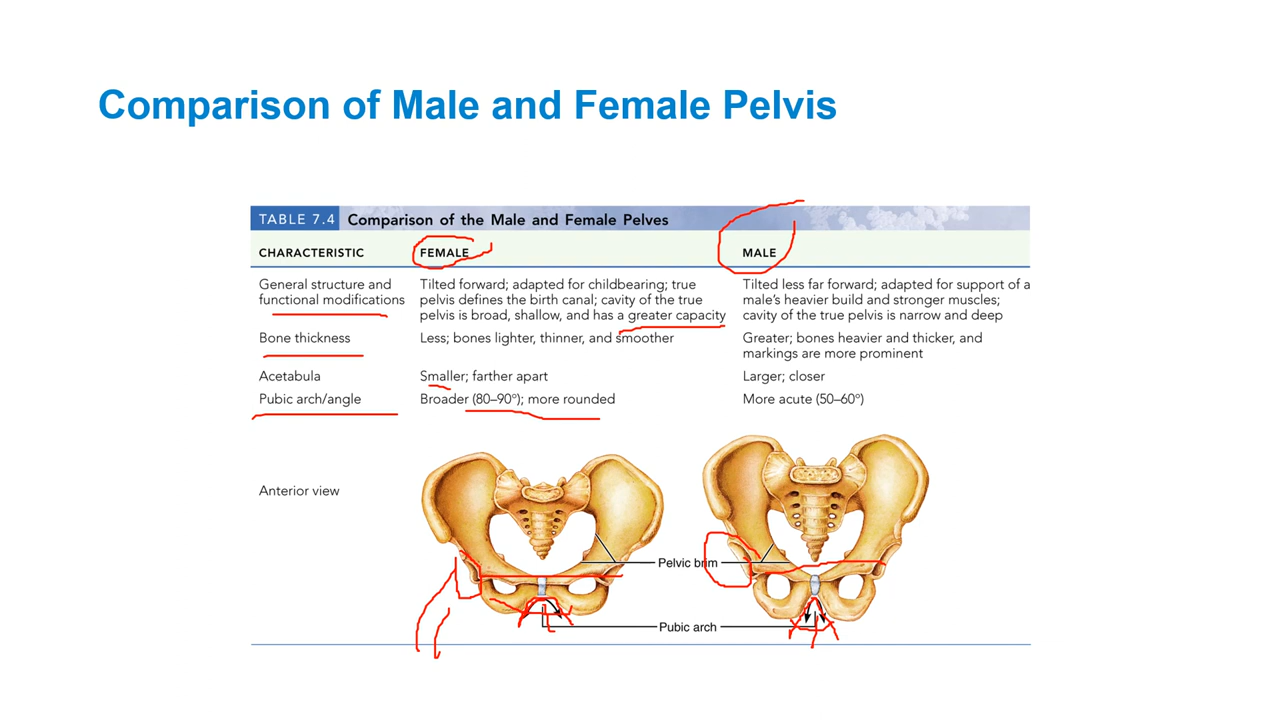 Comparison of Male and Female Pelvis
TABLE 7.4 Comparison of the Male and Female Pelves
CHARACTERISTIC FEMALE MALE
General structure and Tilted forward; adapted for childbearing; true Tilted less far forward; adapted for support of a
functional modifications pelvis defines the birth canal; cavity of the true male's heavier build and stronger muscles;
pelvis is broad, shallow, and has a greater capacity cavity of the true pelvis is narrow and deep
Bone thickness Less; bones lighter, thinner, and smoother Greater; bones heavier and thicker, and
markings are more prominent
Acetabula Smaller; farther apart Larger; closer
Pubic arch/angle Broader (80–90°); more rounded More acute (50–60°)
Anterior view
Pelvic brim
Pubic arch